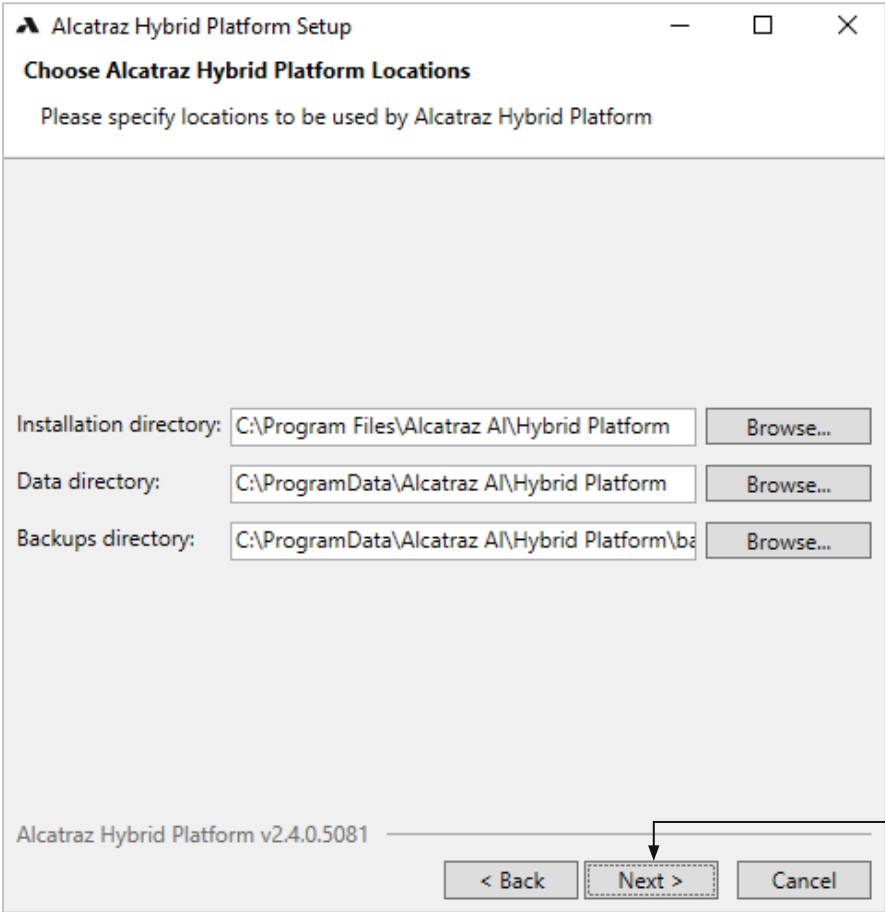 Alcatraz Hybrid Platform Setup
Choose Alcatraz Hybrid Platform Locations
Please specify locations to be used by Alcatraz Hybrid Platform
Installation directory: C:\Program Files\Alcatraz AI\Hybrid Platform Browse...
Data directory: C:\ProgramData\Alcatraz AI\Hybrid Platform Browse...
Backups directory: C:\ProgramData\Alcatraz AI\Hybrid Platform\ba Browse...
Alcatraz Hybrid Platform v2.4.0.5081
< Back Next > Cancel